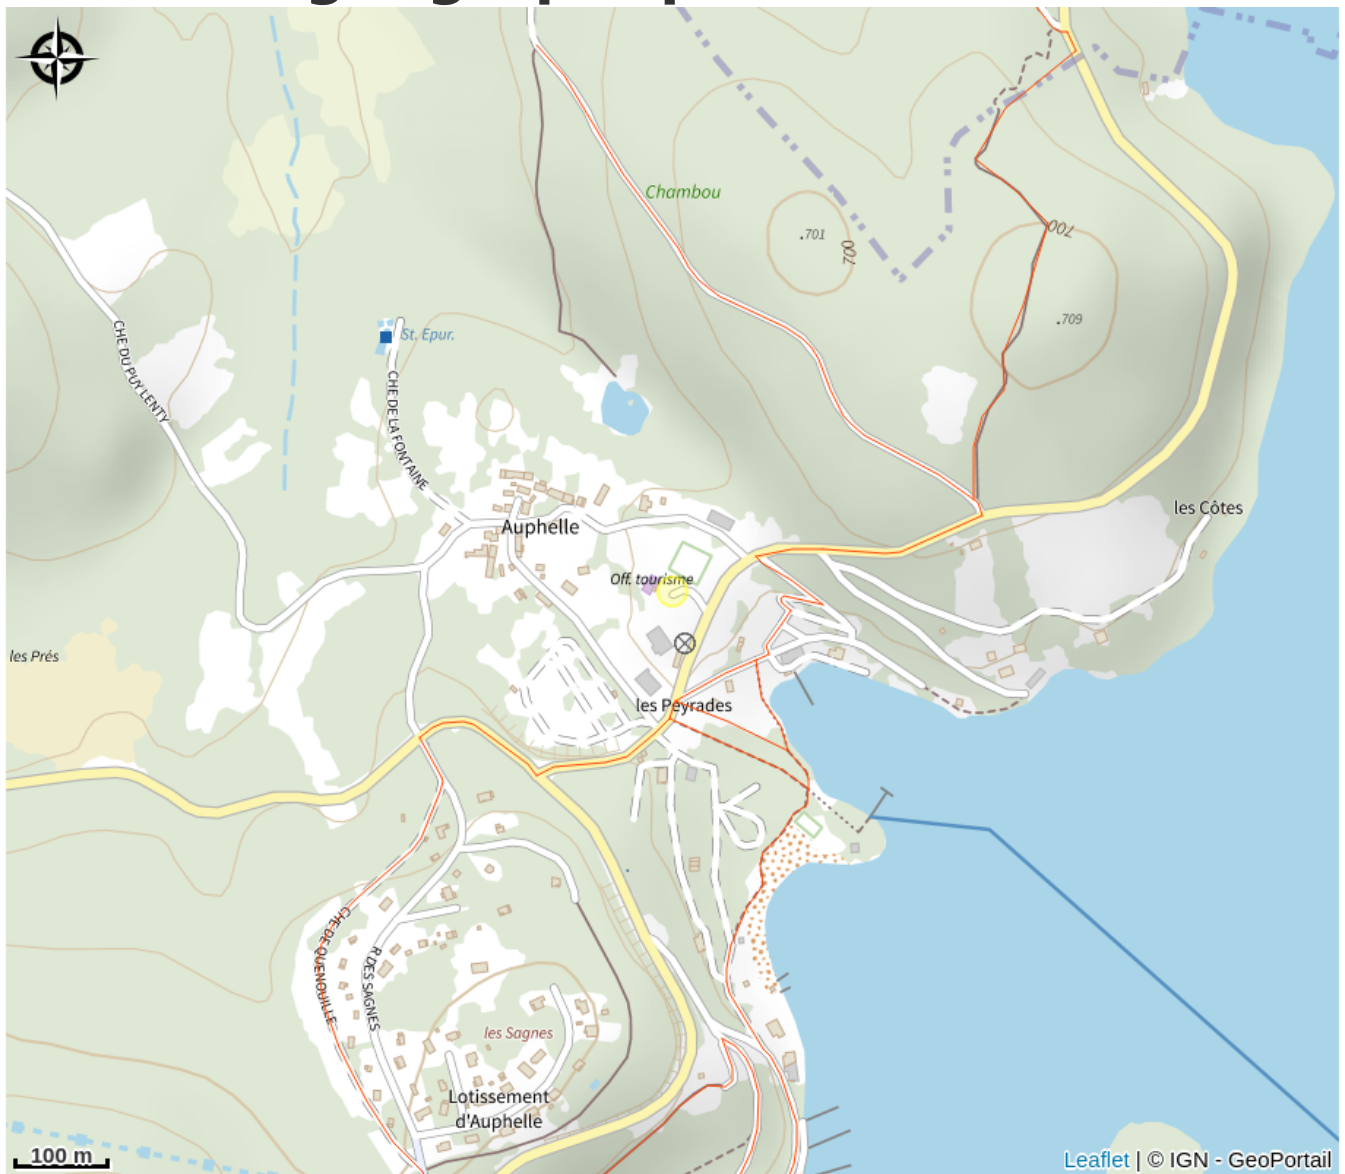 Chambou
.701
700
700
.709
St. Epur.
CHE DU PUY LENTY
CHE DE LA FONTAINE
les Côtes
Auphelle
Off. tourisme
les Prés
les Peyrades
CHE DE QUENOUILLE
R DES SAGNES
les Sagnes
Lotissement
d'Auphelle
100 m
Leaflet | © IGN - GeoPortail